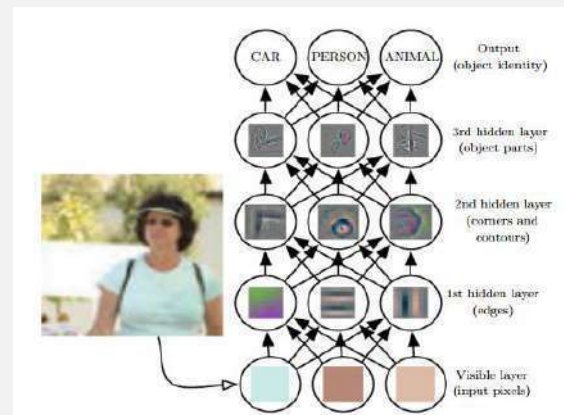 CAR PERSON ANIMAL
Output
(object identity)
3rd hidden layer
(object parts)
2nd hidden layer
(corners and
contours)
1st hidden layer
(edges)
Visible layer
(input pixels)